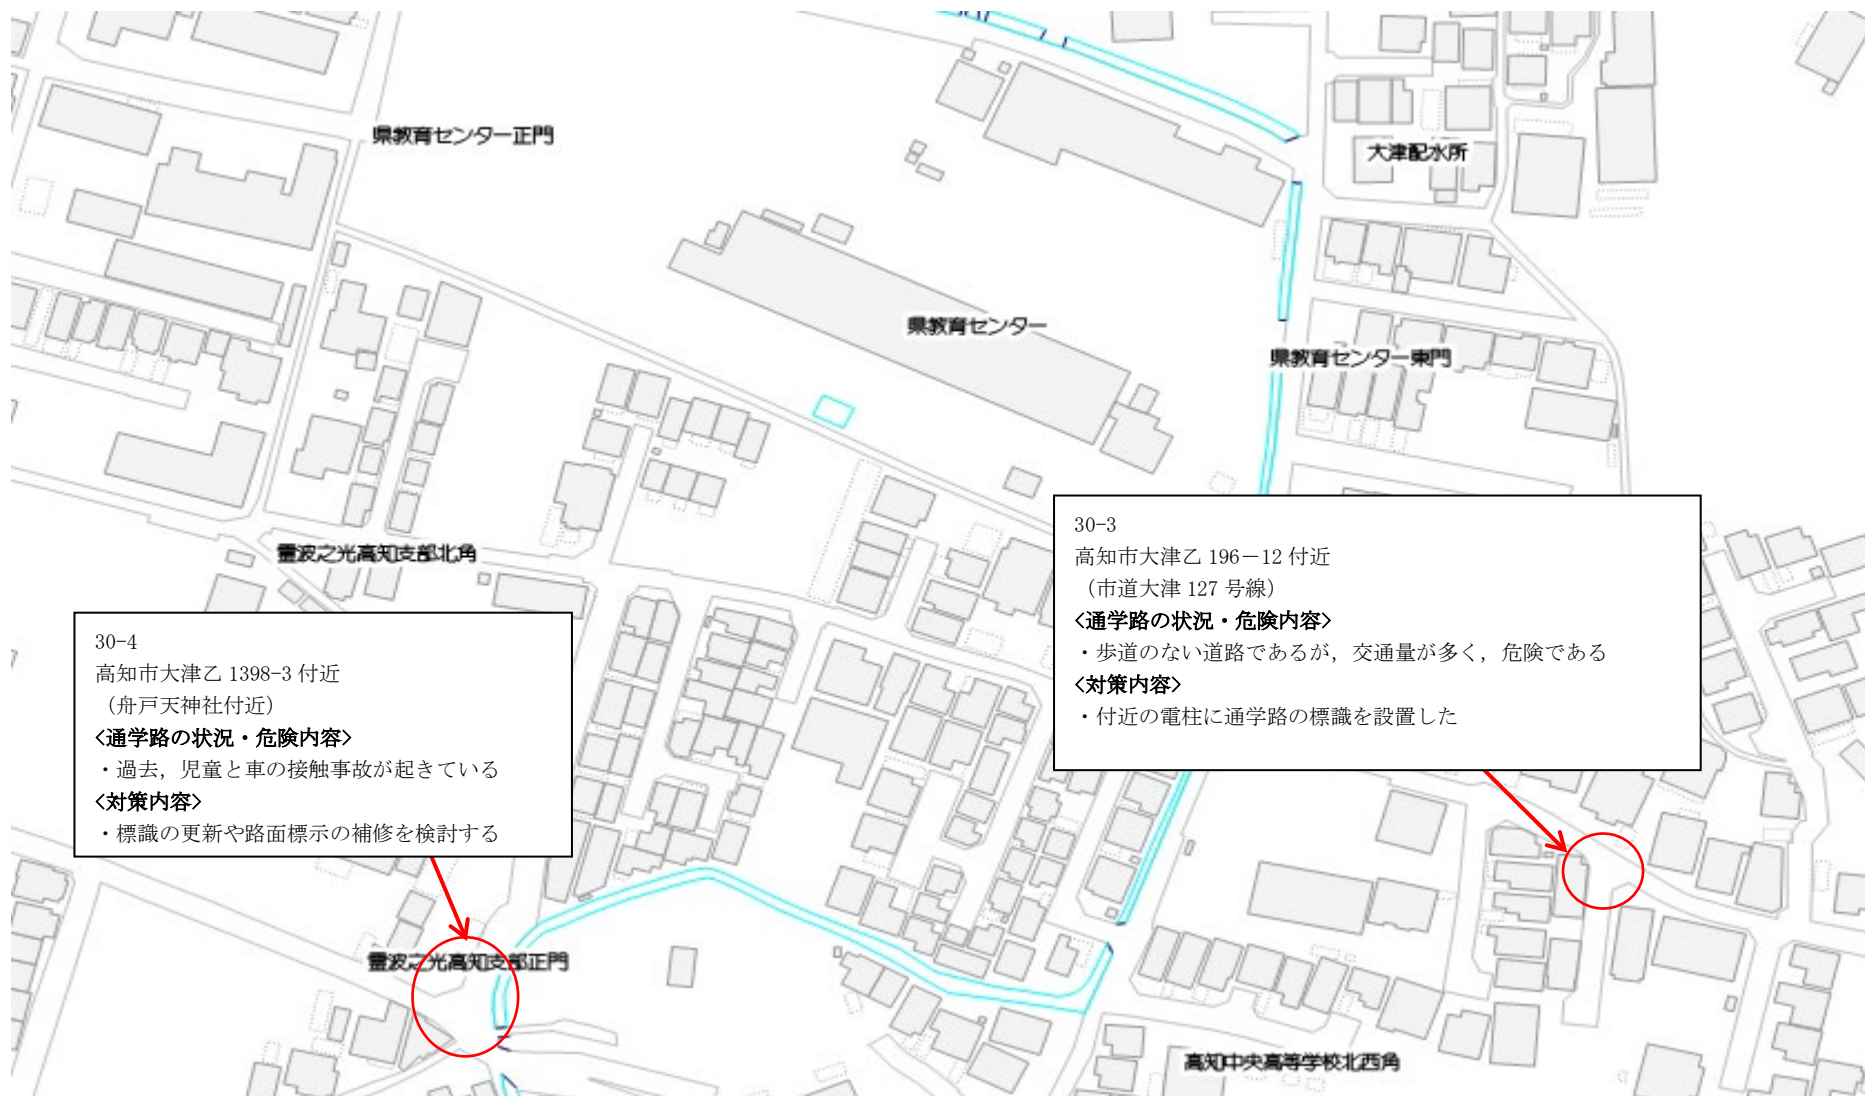 県教育センター正門
大津配水所
県教育センター
県教育センター東門
霊波之光高知支部北角
30-3
高知市大津乙 196－12 付近
（市道大津 127 号線）
<通学路の状況・危険内容>
・歩道のない道路であるが，交通量が多く，危険である
<対策内容>
・付近の電柱に通学路の標識を設置した
30-4
高知市大津乙 1398-3 付近
（舟戸天神社付近）
<通学路の状況・危険内容>
・過去，児童と車の接触事故が起きている
<対策内容>
・標識の更新や路面標示の補修を検討する
霊波之光高知支部正門
高知中央高等学校北西角